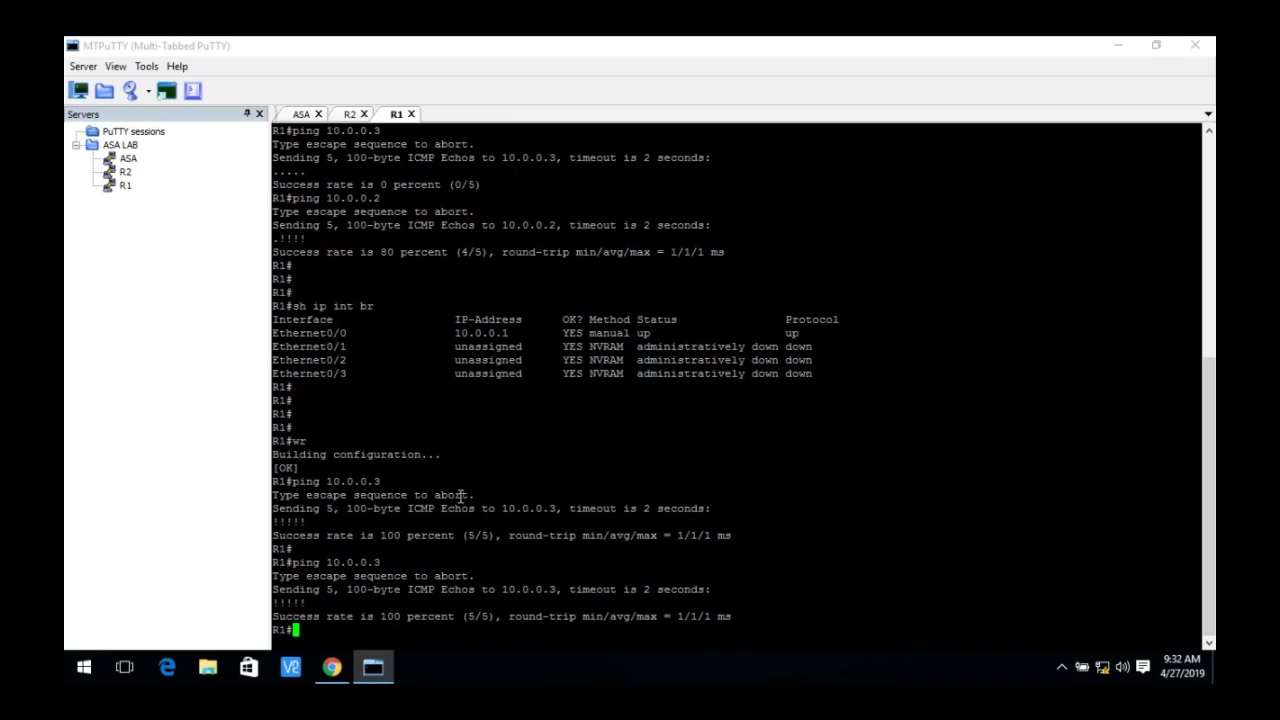 MTPuTTY (Multi-Tabbed PuTTY)
Server View Tools Help
Servers
PuTTY sessions
ASA LAB
ASA
R2
R1
ASA R2 R1
R1#ping 10.0.0.3
Type escape sequence to abort.
Sending 5, 100-byte ICMP Echos to 10.0.0.3, timeout is 2 seconds:
.....
Success rate is 0 percent (0/5)
R1#ping 10.0.0.2
Type escape sequence to abort.
Sending 5, 100-byte ICMP Echos to 10.0.0.2, timeout is 2 seconds:
.!!!!
Success rate is 80 percent (4/5), round-trip min/avg/max = 1/1/1 ms
R1#
R1#
R1#
R1#sh ip int br
Interface IP-Address OK? Method Status Protocol
Ethernet0/0 10.0.0.1 YES manual up up
Ethernet0/1 unassigned YES NVRAM administratively down down
Ethernet0/2 unassigned YES NVRAM administratively down down
Ethernet0/3 unassigned YES NVRAM administratively down down
R1#
R1#
R1#
R1#
R1#wr
Building configuration...
[OK]
R1#ping 10.0.0.3
Type escape sequence to abort.
Sending 5, 100-byte ICMP Echos to 10.0.0.3, timeout is 2 seconds:
!!!!!
Success rate is 100 percent (5/5), round-trip min/avg/max = 1/1/1 ms
R1#
R1#ping 10.0.0.3
Type escape sequence to abort.
Sending 5, 100-byte ICMP Echos to 10.0.0.3, timeout is 2 seconds:
!!!!!
Success rate is 100 percent (5/5), round-trip min/avg/max = 1/1/1 ms
R1#
9:32 AM
4/27/2019